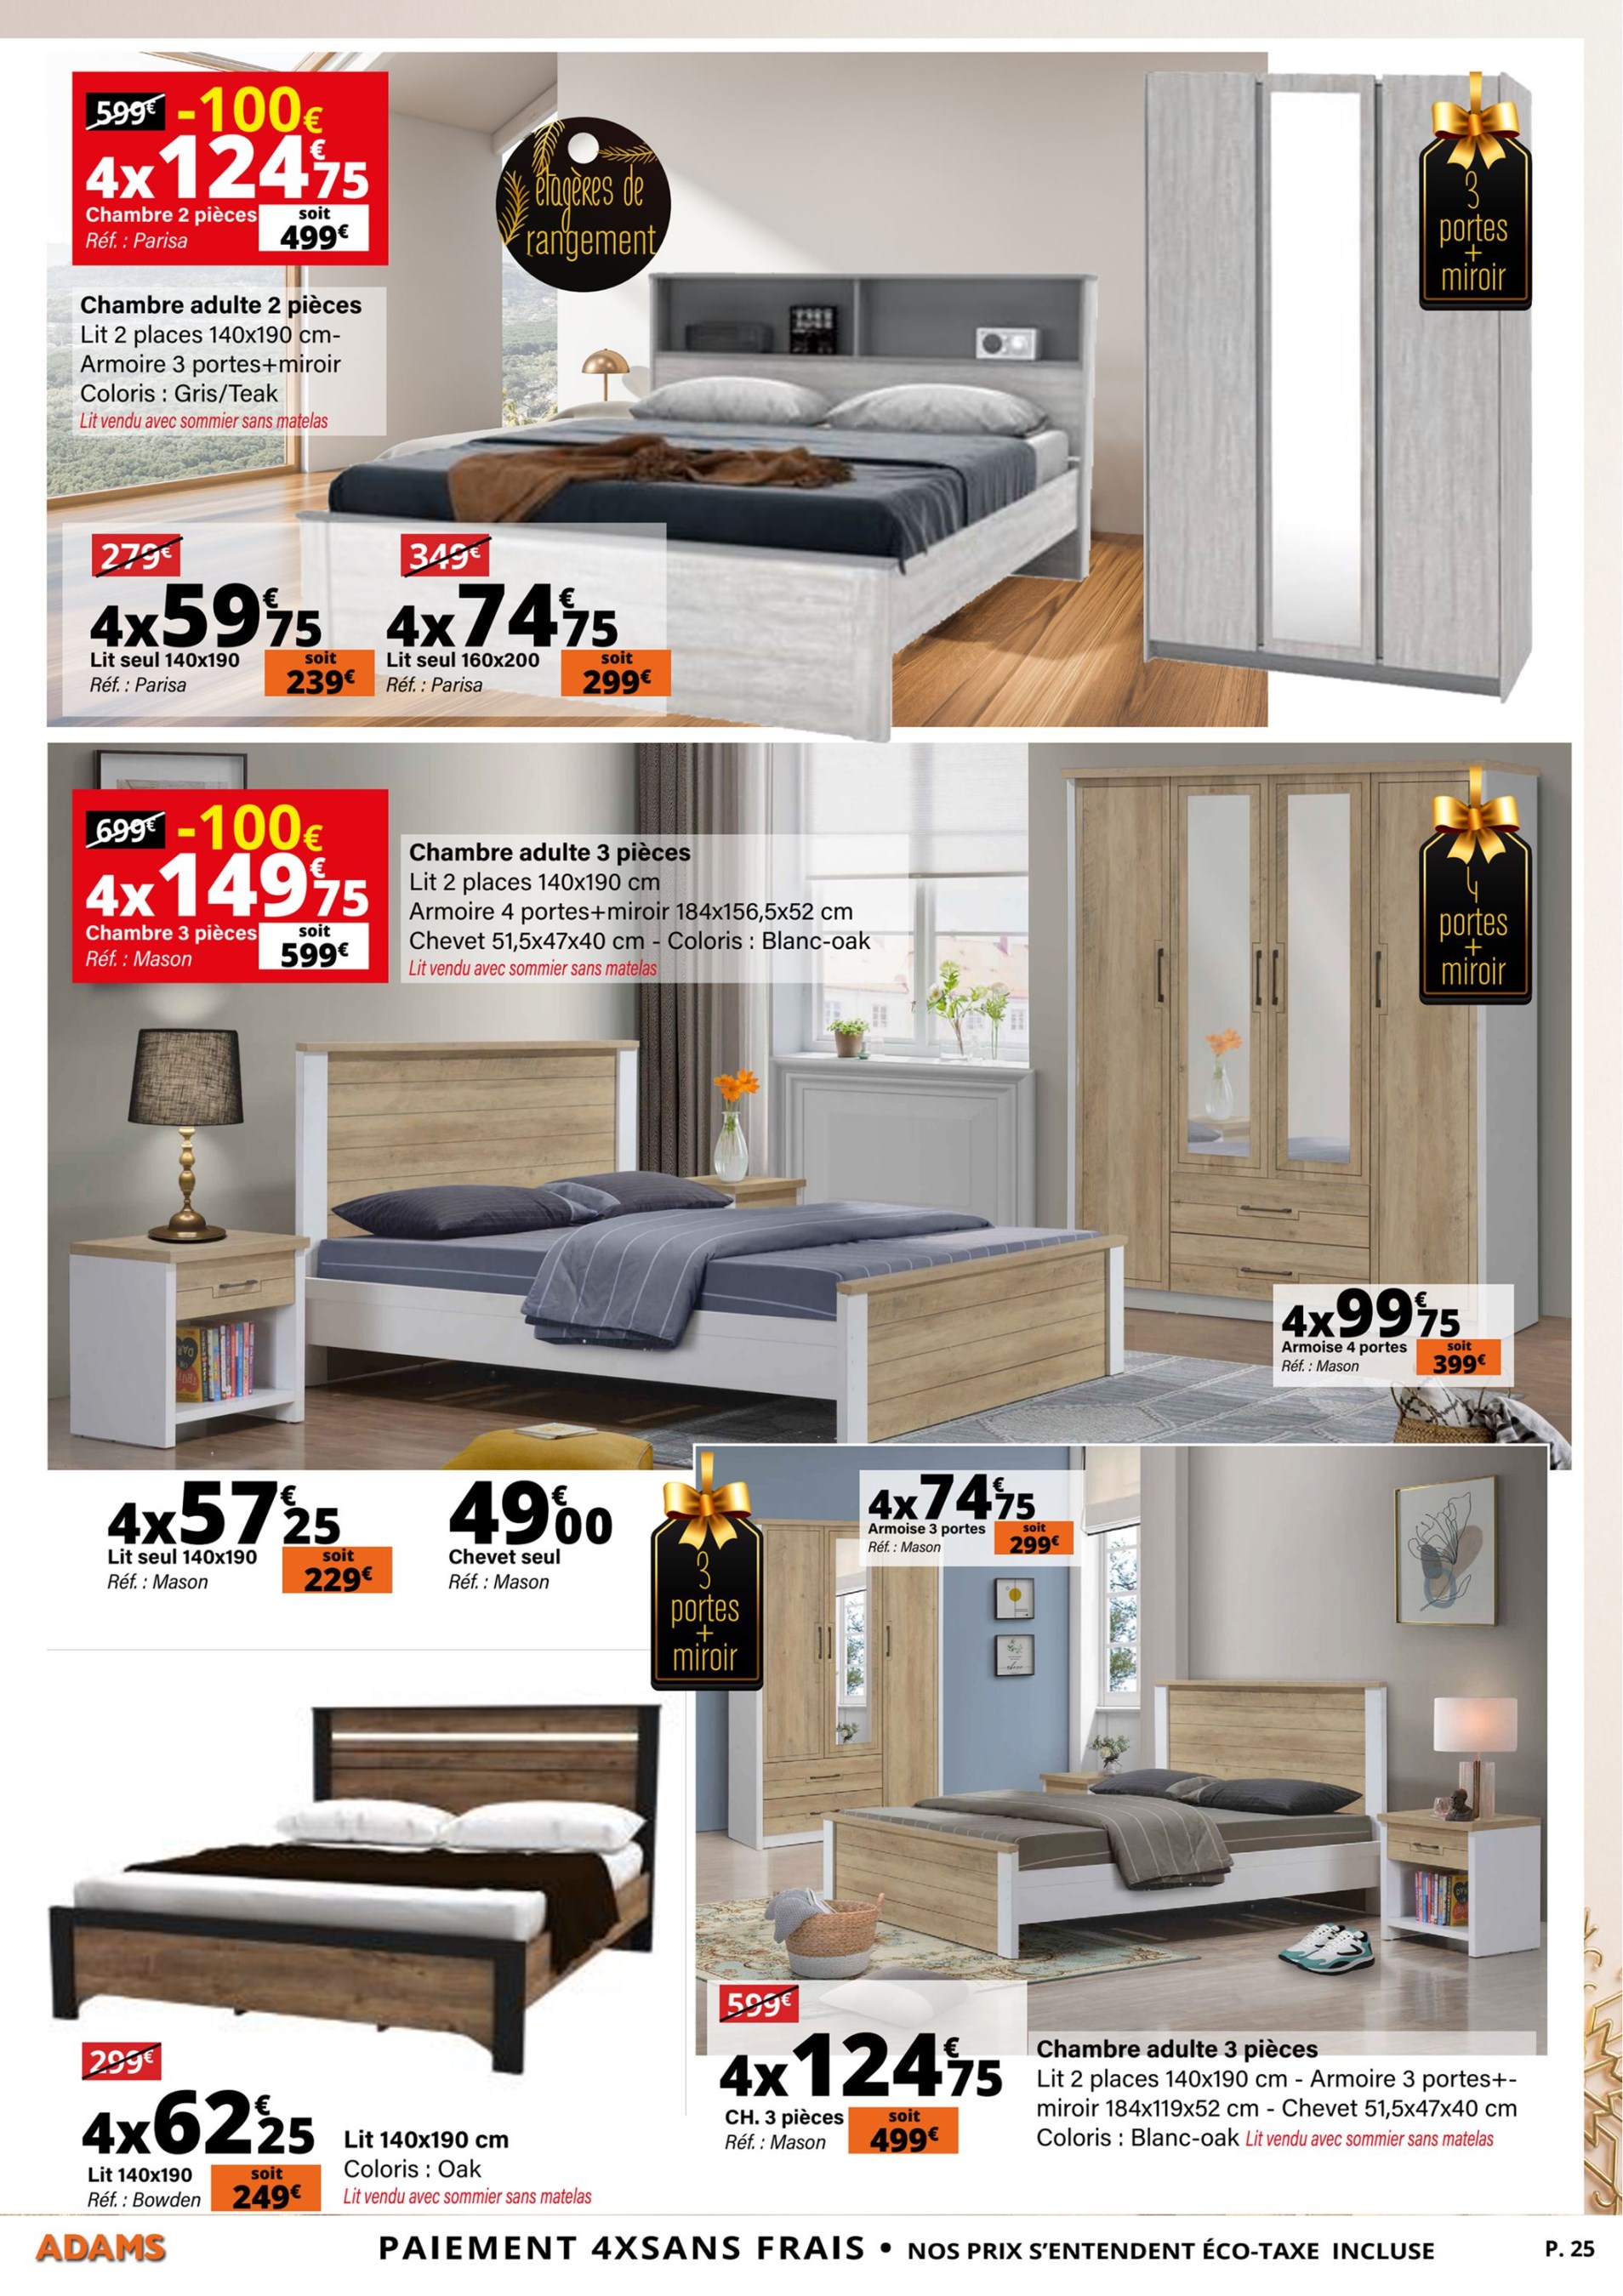 599€ -100€
4x124€75
Chambre 2 pièces
Réf. : Parisa
soit
499€
étagères de
rangement
3
portes
+
miroir
Chambre adulte 2 pièces
Lit 2 places 140x190 cm-
Armoire 3 portes+miroir
Coloris : Gris/Teak
Lit vendu avec sommier sans matelas
279€
4x59€75
Lit seul 140x190
Réf. : Parisa
soit
239€
349€
4x74€75
Lit seul 160x200
Réf. : Parisa
soit
299€
699€ -100€
4x149€75
Chambre 3 pièces
Réf. : Mason
soit
599€
Chambre adulte 3 pièces
Lit 2 places 140x190 cm
Armoire 4 portes+miroir 184x156,5x52 cm
Chevet 51,5x47x40 cm - Coloris : Blanc-oak
Lit vendu avec sommier sans matelas
4
portes
+
miroir
4x99€75
Armoise 4 portes
Réf. : Mason
soit
399€
4x57€25
Lit seul 140x190
Réf. : Mason
soit
229€
49€00
Chevet seul
Réf. : Mason
3
portes
+
miroir
4x74€75
Armoise 3 portes
Réf. : Mason
soit
299€
299€
4x62€25
Lit 140x190
Réf. : Bowden
soit
249€
Lit 140x190 cm
Coloris : Oak
Lit vendu avec sommier sans matelas
599€
4x124€75
CH. 3 pièces
Réf. : Mason
soit
499€
Chambre adulte 3 pièces
Lit 2 places 140x190 cm - Armoire 3 portes+-
miroir 184x119x52 cm - Chevet 51,5x47x40 cm
Coloris : Blanc-oak Lit vendu avec sommier sans matelas
ADAMS
PAIEMENT 4XSANS FRAIS • NOS PRIX S'ENTENDENT ÉCO-TAXE INCLUSE
P. 25